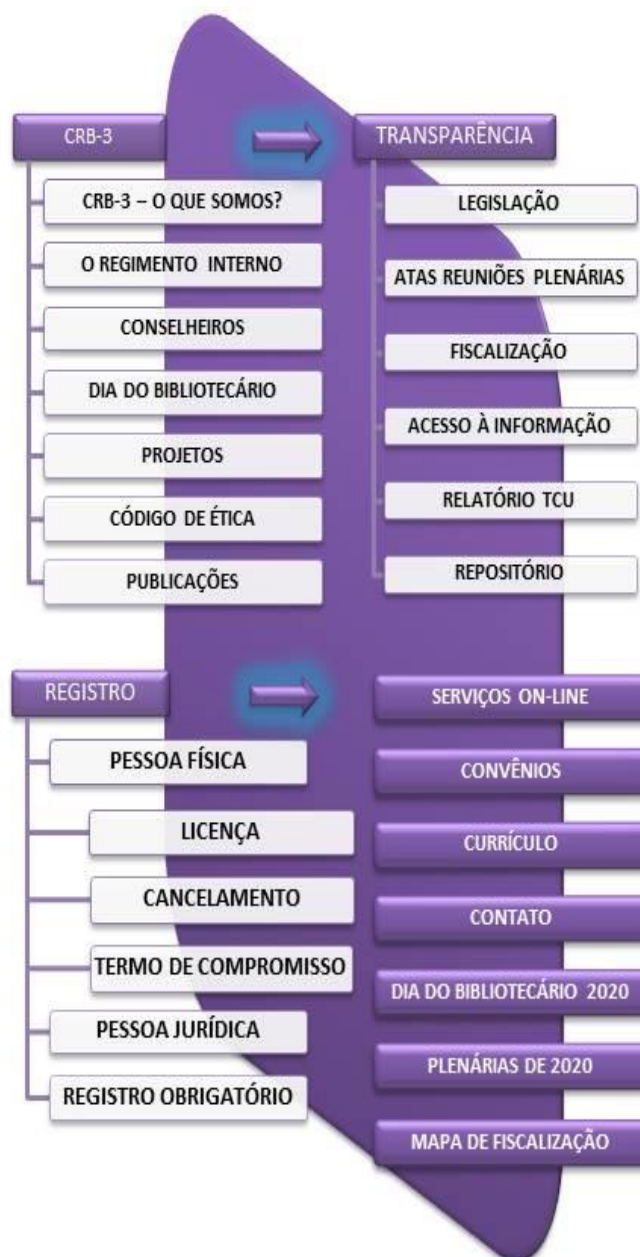 CRB-3
CRB-3 – O QUE SOMOS?
O REGIMENTO INTERNO
CONSELHEIROS
DIA DO BIBLIOTECÁRIO
PROJETOS
CÓDIGO DE ÉTICA
PUBLICAÇÕES
TRANSPARÊNCIA
LEGISLAÇÃO
ATAS REUNIÕES PLENÁRIAS
FISCALIZAÇÃO
ACESSO À INFORMAÇÃO
RELATÓRIO TCU
REPOSITÓRIO
REGISTRO
PESSOA FÍSICA
LICENÇA
CANCELAMENTO
TERMO DE COMPROMISSO
PESSOA JURÍDICA
REGISTRO OBRIGATÓRIO
SERVIÇOS ON-LINE
CONVÊNIOS
CURRÍCULO
CONTATO
DIA DO BIBLIOTECÁRIO 2020
PLENÁRIAS DE 2020
MAPA DE FISCALIZAÇÃO